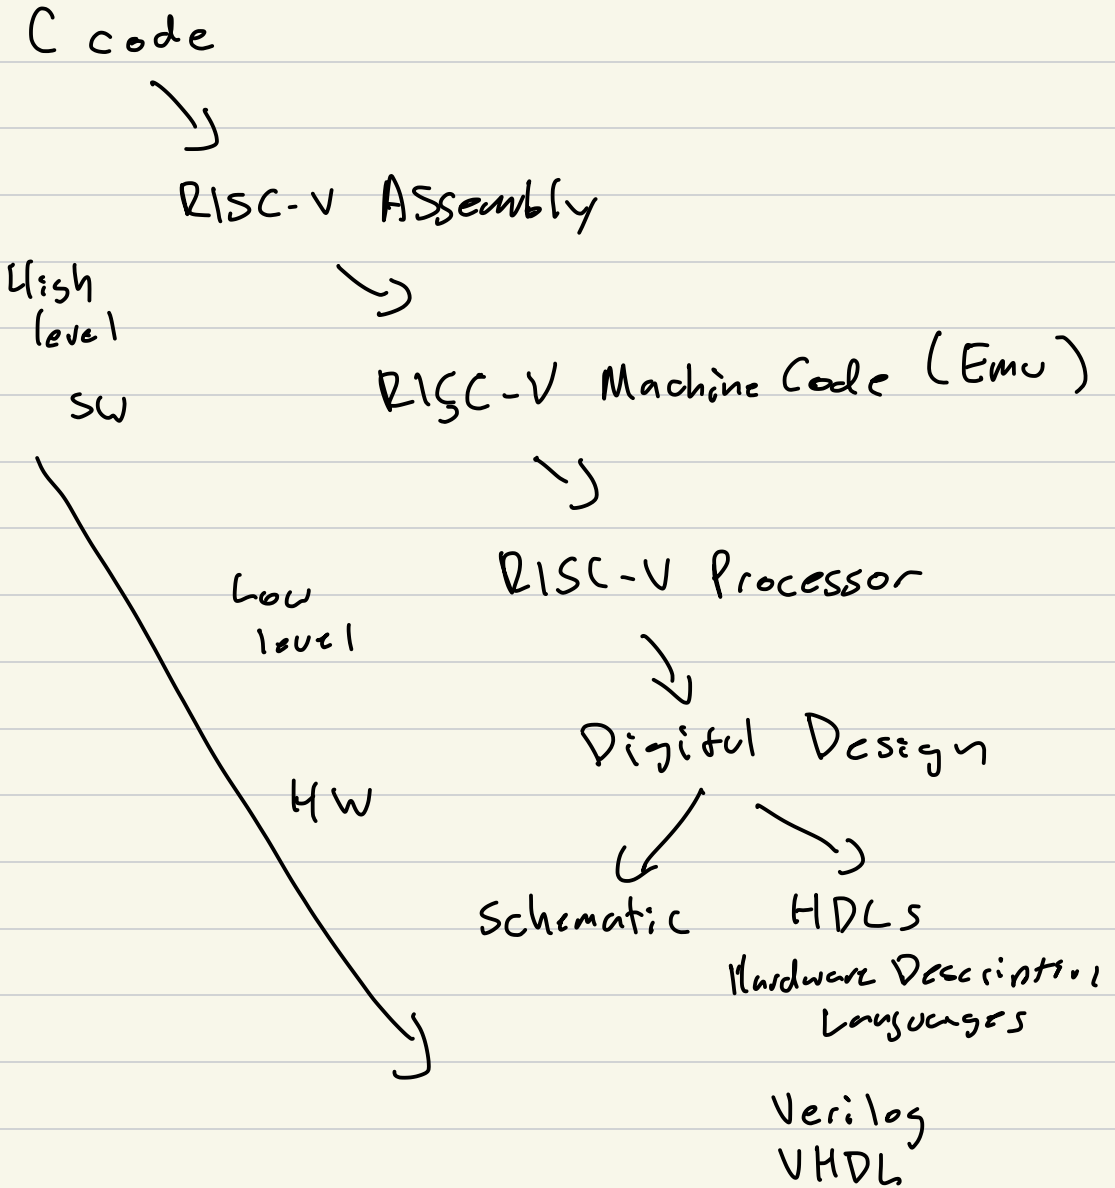 C code
RISC-V Assembly
High
level
SW
RISC-V Machine Code (Emu)
RISC-V Processor
Low
level
Digital Design
HW
Schematic
HDLs
Hardware Description
Languages
Verilog
VHDL